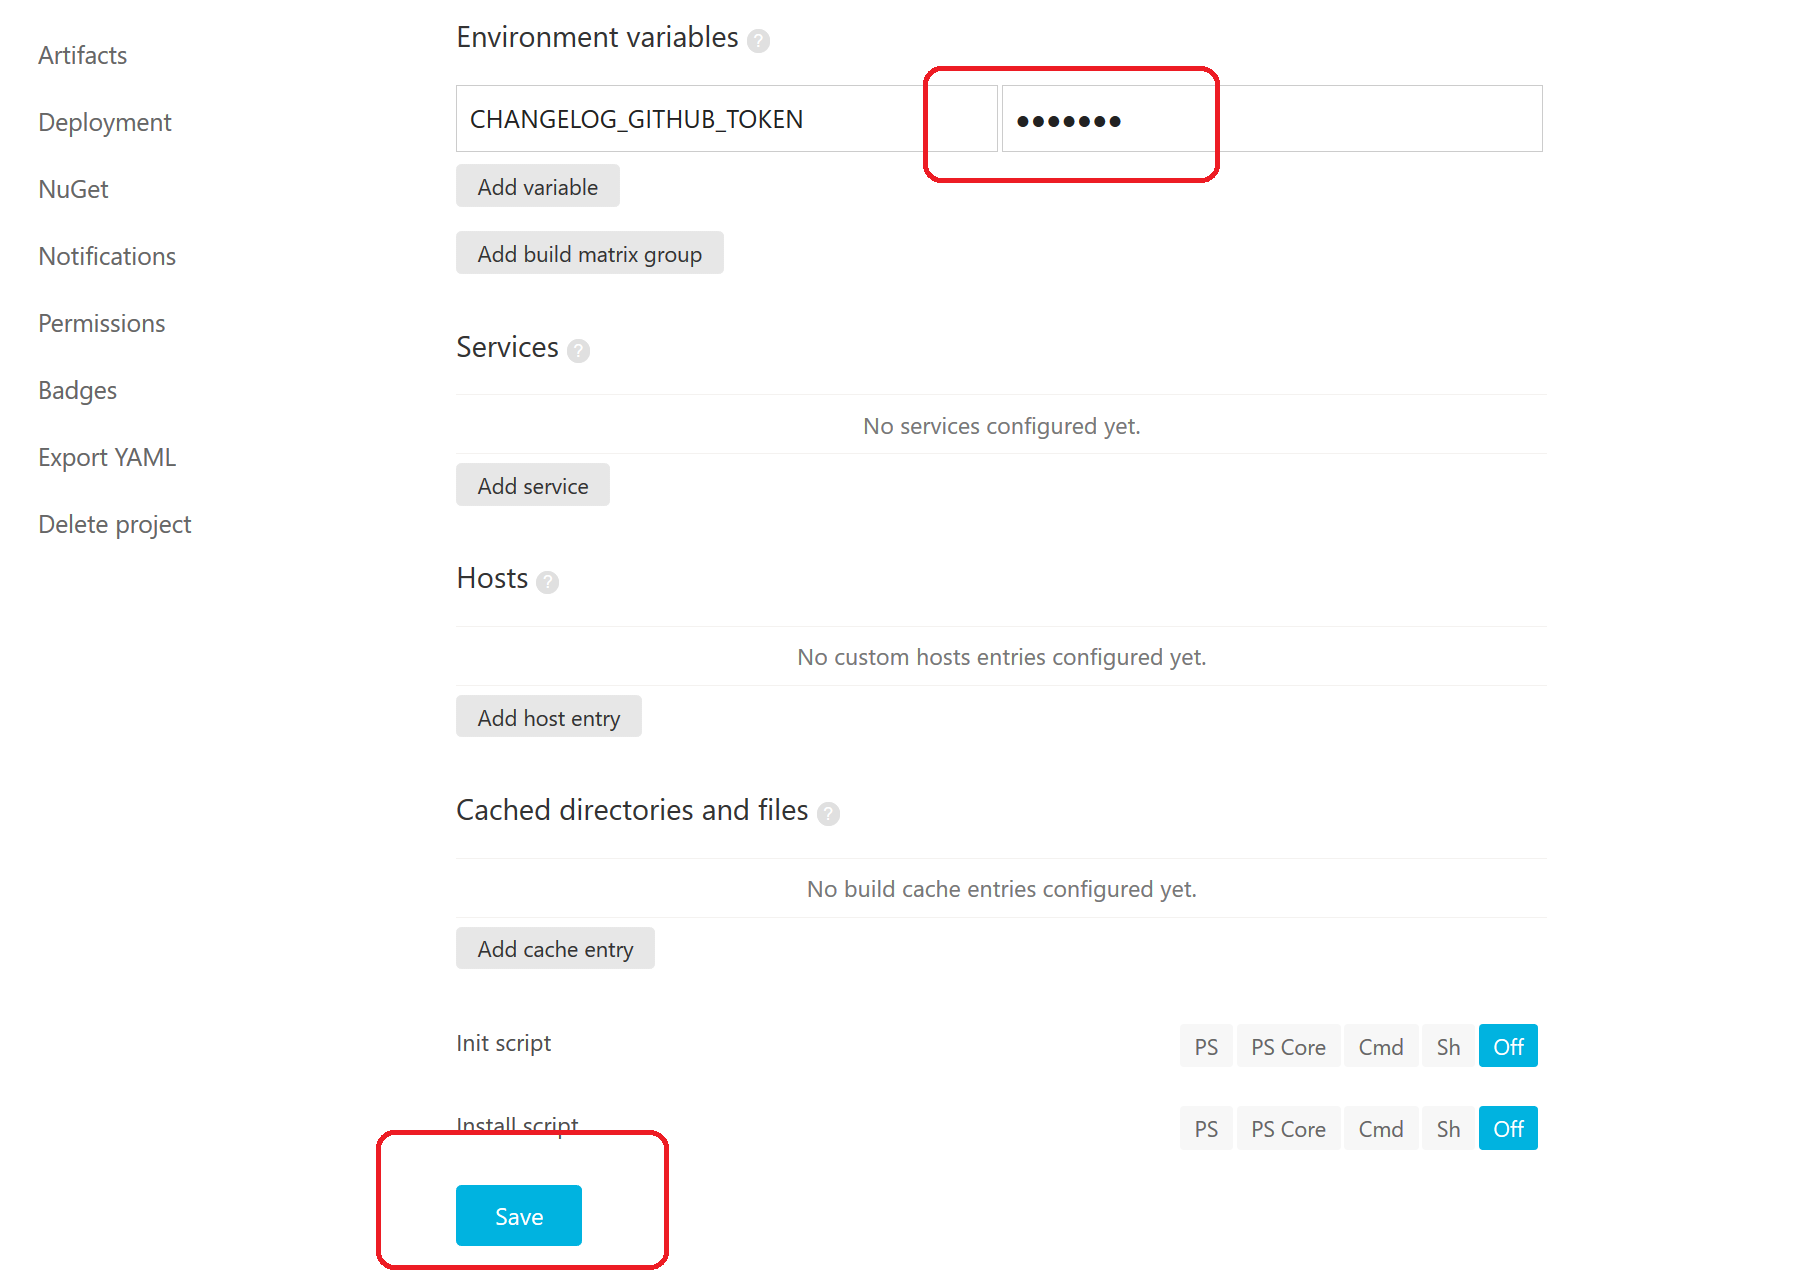 Artifacts
Deployment
NuGet
Notifications
Permissions
Badges
Export YAML
Delete project
Environment variables ?
CHANGELOG_GITHUB_TOKEN •••••••
Add variable
Add build matrix group
Services ?
No services configured yet.
Add service
Hosts ?
No custom hosts entries configured yet.
Add host entry
Cached directories and files ?
No build cache entries configured yet.
Add cache entry
Init script PS PS Core Cmd Sh Off
Install script PS PS Core Cmd Sh Off
Save